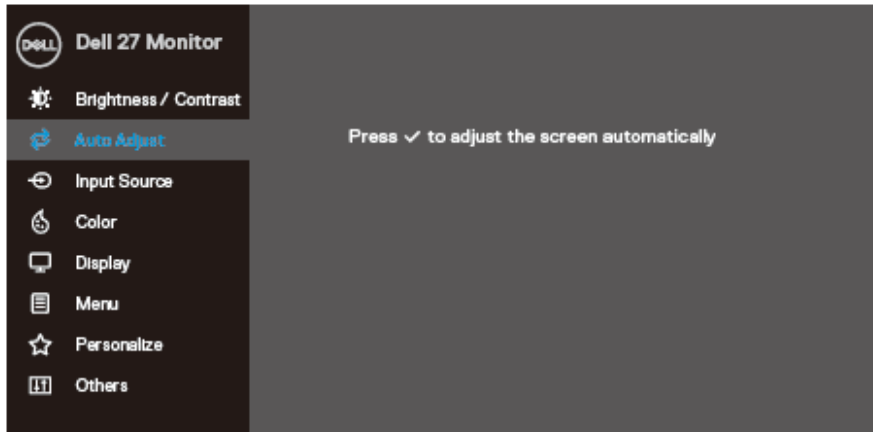 DELL Dell 27 Monitor
Brightness / Contrast
Auto Adjust
Press ✓ to adjust the screen automatically
Input Source
Color
Display
Menu
Personalize
Others